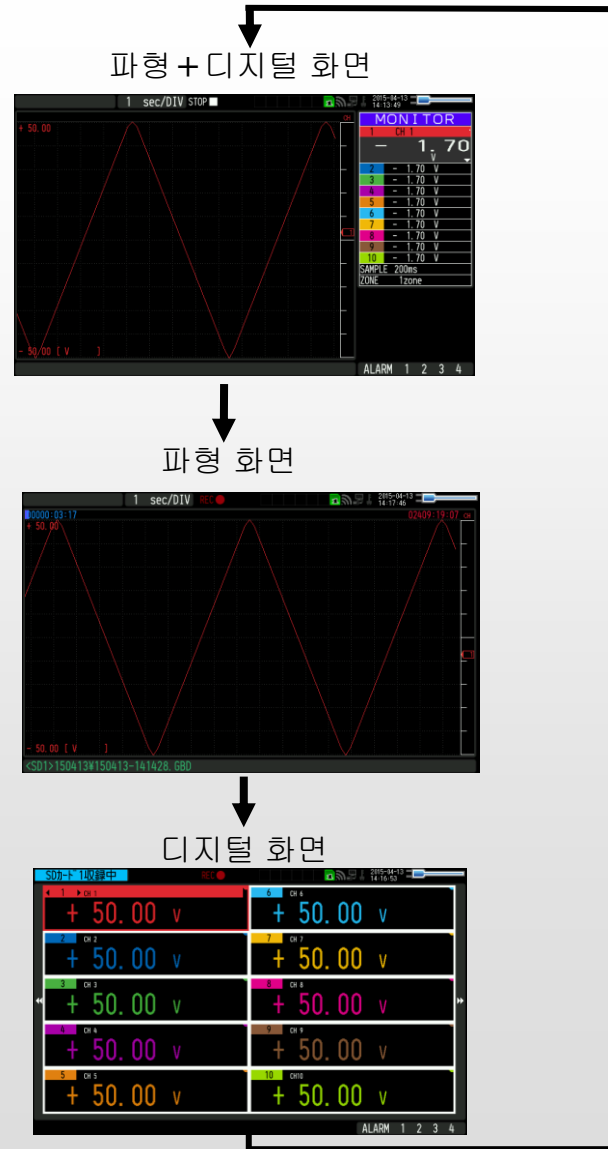 파형＋디지털 화면
1 sec/DIV STOP
2015-04-13
14-13-49
+ 50.00
CH
MONITOR
1 CH 1
- 1.70
V
2 - 1.70 V
3 - 1.70 V
4 - 1.70 V
5 - 1.70 V
6 - 1.70 V
7 - 1.70 V
8 - 1.70 V
9 - 1.70 V
10 - 1.70 V
SAMPLE 200ms
ZONE 1zone
- 50/00 [ V ]
ALARM 1 2 3 4
파형 화면
1 sec/DIV REC
2015-04-13
14-17-46
0000:03:17
02409:19:07 CH
+ 50.00
- 50.00 [ V ]
<SD1>150413¥150413-141428.GBD
디지털 화면
SDカード1収録中 REC
2015-04-13
14-16-53
1 CH 1
+ 50.00 V
6 CH 6
+ 50.00 V
2 CH 2
+ 50.00 V
7 CH 7
+ 50.00 V
3 CH 3
+ 50.00 V
8 CH 8
+ 50.00 V
4 CH 4
+ 50.00 V
9 CH 9
+ 50.00 V
5 CH 5
+ 50.00 V
10 CH10
+ 50.00 V
ALARM 1 2 3 4